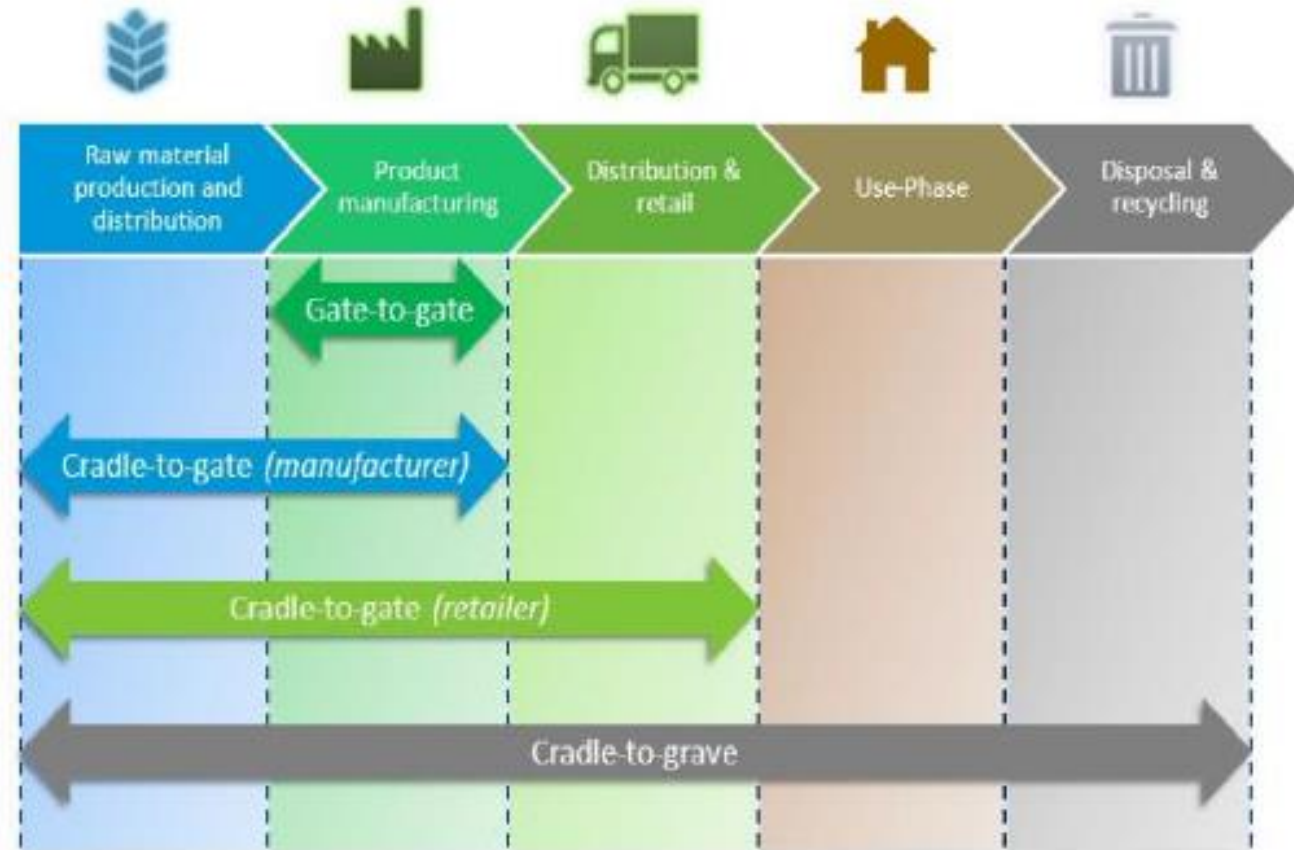 Raw material
production and
distribution
Product
manufacturing
Distribution &
retail
Use-Phase
Disposal &
recycling
Gate-to-gate
Cradle-to-gate (manufacturer)
Cradle-to-gate (retailer)
Cradle-to-grave